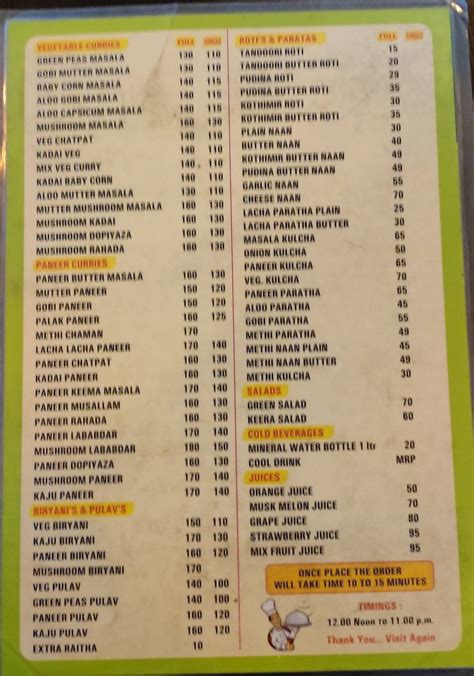 VEGETABLE CURRIES FULL
GREEN PEAS MASALA 130 110
GOBI MUTTER MASALA 130 110
BABY CORN MASALA 140 115
ALOO GOBI MASALA 140 115
ALOO CAPSICUM MASALA 140 115
MUSHROOM MASALA 160 130
VEG CHATPAT 140 110
KADAI VEG 140 110
MIX VEG CURRY 140 110
KADAI BABY CORN 140 110
ALOO MUTTER MASALA 130 110
MUTTER MUSHROOM MASALA 160 130
MUSHROOM KADAI 160 130
MUSHROOM DOPIYAZA 160 130
MUSHROOM RAHADA 160 130
PANEER CURRIES
PANEER BUTTER MASALA 160 130
MUTTER PANEER 150 120
GOBI PANEER 150 120
PALAK PANEER 160 125
METHI CHAMAN 170
LACHA LACHA PANEER 170 140
PANEER CHATPAT 160 130
KADAI PANEER 160 130
PANEER KEEMA MASALA 170 140
PANEER MUSALLAM 160 130
PANEER RAHADA 160 130
PANEER LABABDAR 170 140
MUSHROOM LABABDAR 180 150
PANEER DOPIYAZA 160 130
MUSHROOM PANEER 170 140
KAJU PANEER 170 140
BIRYANI'S & PULAV'S
VEG BIRYANI 150 110
KAJU BIRYANI 170 130
PANEER BIRYANI 160 120
MUSHROOM BIRYANI 170
VEG PULAV 140 100
GREEN PEAS PULAV 140 100
PANEER PULAV 160 120
KAJU PULAV 160 120
EXTRA RAITHA 10
ROTI'S & PARATAS FULL
TANDOORI ROTI 15
TANDOORI BUTTER ROTI 20
PUDINA ROTI 29
PUDINA BUTTER ROTI 35
KOTHIMIR ROTI 30
KOTHIMIR BUTTER ROTI 35
PLAIN NAAN 30
BUTTER NAAN 40
KOTHIMIR BUTTER NAAN 49
PUDINA BUTTER NAAN 49
GARLIC NAAN 55
CHEESE NAAN 70
LACHA PARATHA PLAIN 25
LACHA PARATHA BUTTER 30
MASALA KULCHA 65
ONION KULCHA 50
PANEER KULCHA 65
VEG. KULCHA 70
PANEER PARATHA 65
ALOO PARATHA 45
GOBI PARATHA 55
METHI PARATHA 49
METHI NAAN PLAIN 45
METHI NAAN BUTTER 49
METHI KULCHA 30
SALADS
GREEN SALAD 70
KEERA SALAD 60
COLD BEVERAGES
MINERAL WATER BOTTLE 1 ltr 20
COOL DRINK MRP
JUICES
ORANGE JUICE 50
MUSK MELON JUICE 70
GRAPE JUICE 80
STRAWBERRY JUICE 95
MIX FRUIT JUICE 95
ONCE PLACE THE ORDER
WILL TAKE TIME 10 TO 15 MINUTES
TIMINGS :
12.00 Noon to 11.00 p.m.
Thank You... Visit Again